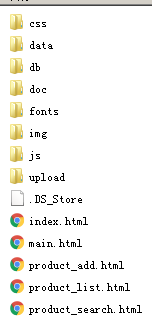 css
data
db
doc
fonts
img
js
upload
.DS_Store
index.html
main.html
product_add.html
product_list.html
product_search.html